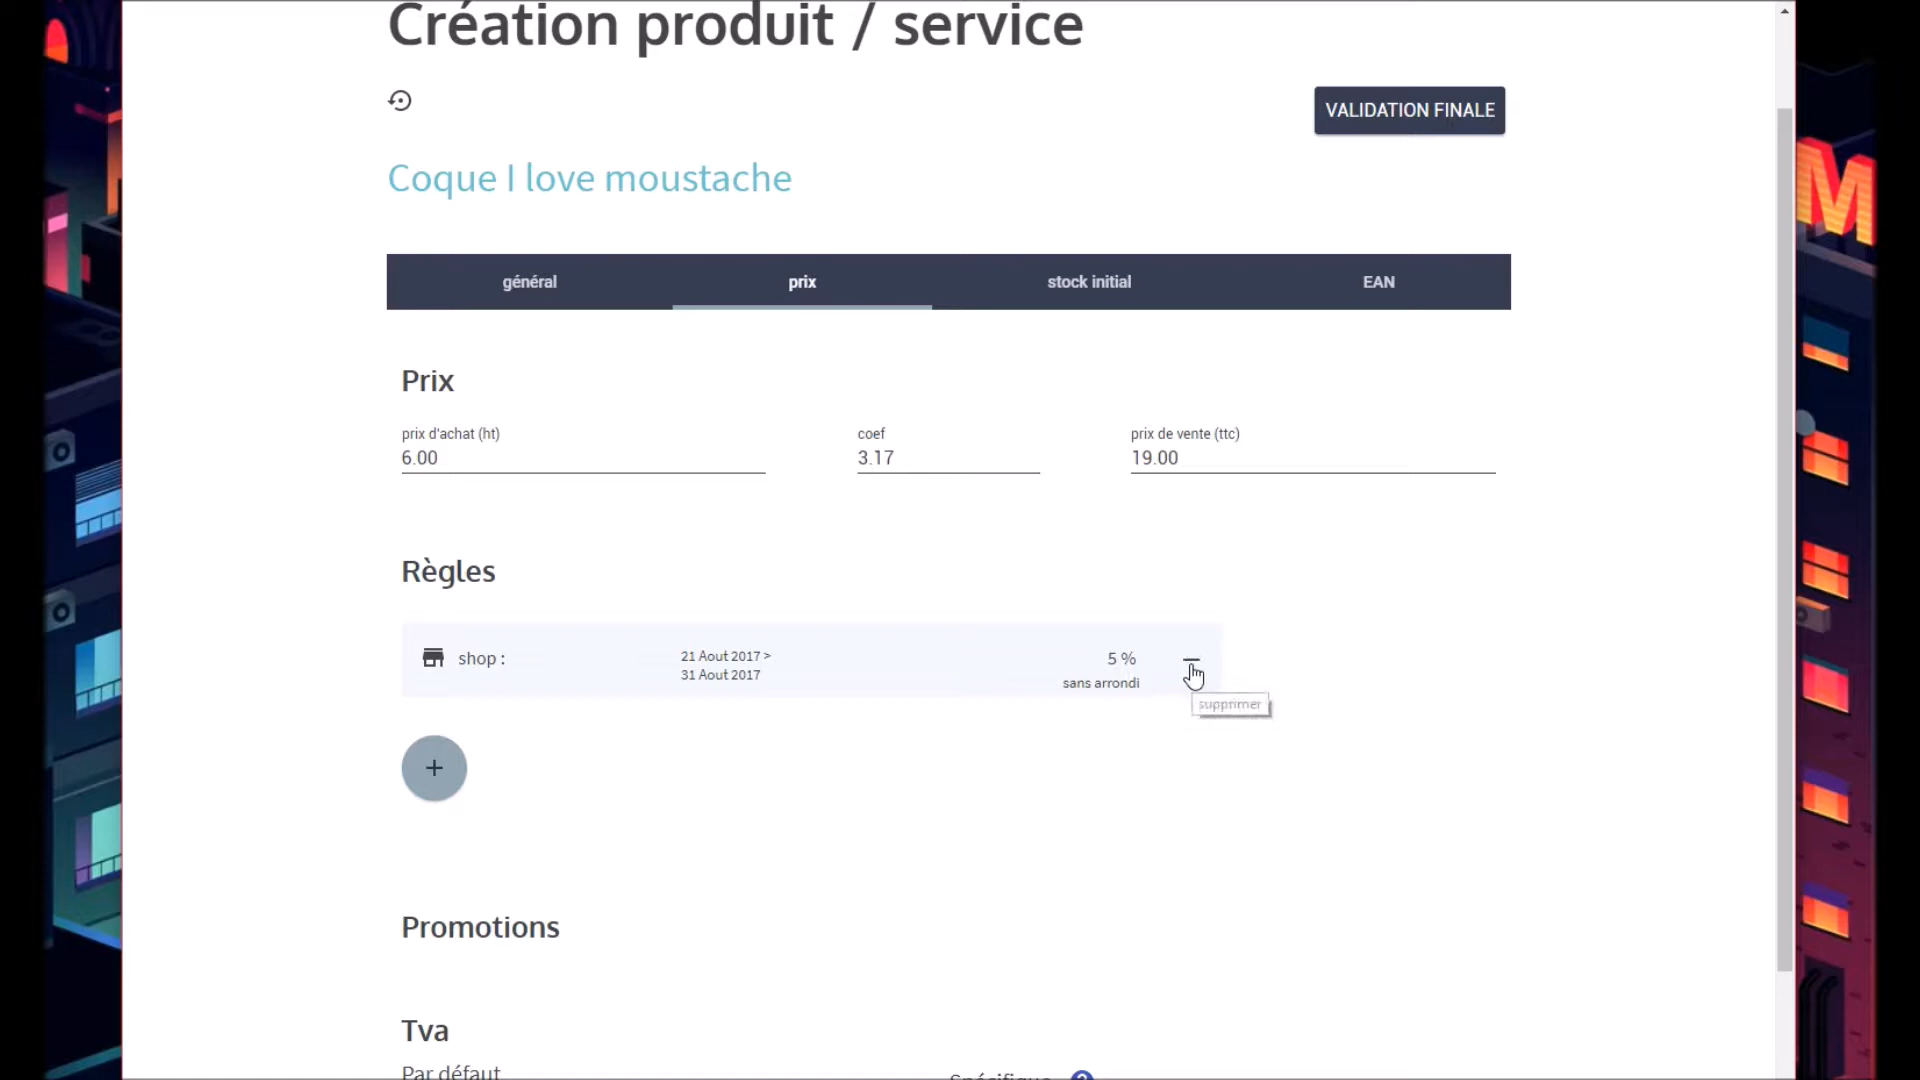 Création produit / service
VALIDATION FINALE
Coque I love moustache
général prix stock initial EAN
Prix
prix d'achat (ht) coef prix de vente (ttc)
6.00 3.17 19.00
Règles
shop : 21 Aout 2017 > 5 %
31 Aout 2017 sans arrondi
supprimer
+
Promotions
Tva
Par défaut Spécifique ?
M